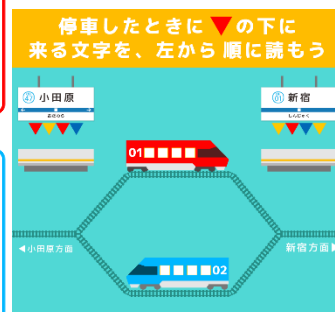 停車したときに▼の下に
来る文字を、左から順に読もう
小田原
おだわら
新宿
しんじゅく
01
02
◀小田原方面
新宿方面▶